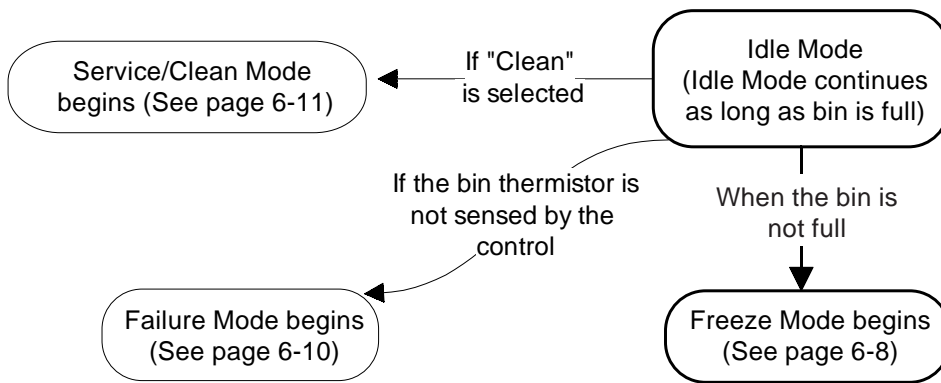 Service/Clean Mode
begins (See page 6-11)
If "Clean"
is selected
Idle Mode
(Idle Mode continues
as long as bin is full)
If the bin thermistor is
not sensed by the
control
When the bin is
not full
Failure Mode begins
(See page 6-10)
Freeze Mode begins
(See page 6-8)